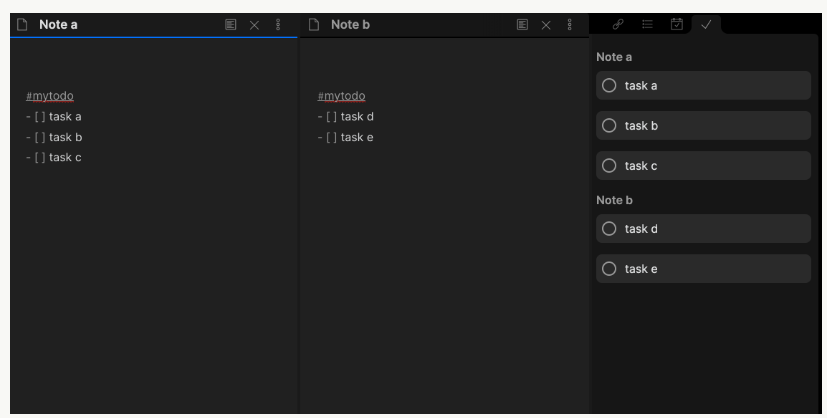 Note a
#mytodo
- [ ] task a
- [ ] task b
- [ ] task c
Note b
#mytodo
- [ ] task d
- [ ] task e
Note a
task a
task b
task c
Note b
task d
task e